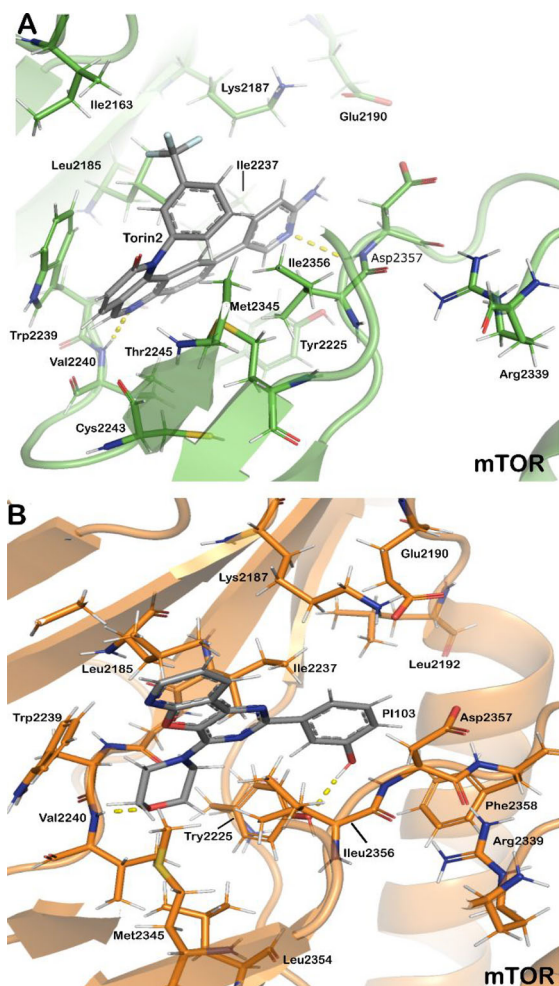 A
Ile2163
Lys2187
Glu2190
Leu2185
Ile2237
Torin2
Ile2356
Asp2357
Met2345
Trp2239
Thr2245
Tyr2225
Val2240
Arg2339
Cys2243
mTOR
B
Glu2190
Lys2187
Leu2185
Ile2237
Leu2192
Trp2239
PI103
Asp2357
Val2240
Try2225
Ileu2356
Phe2358
Arg2339
Met2345
Leu2354
mTOR